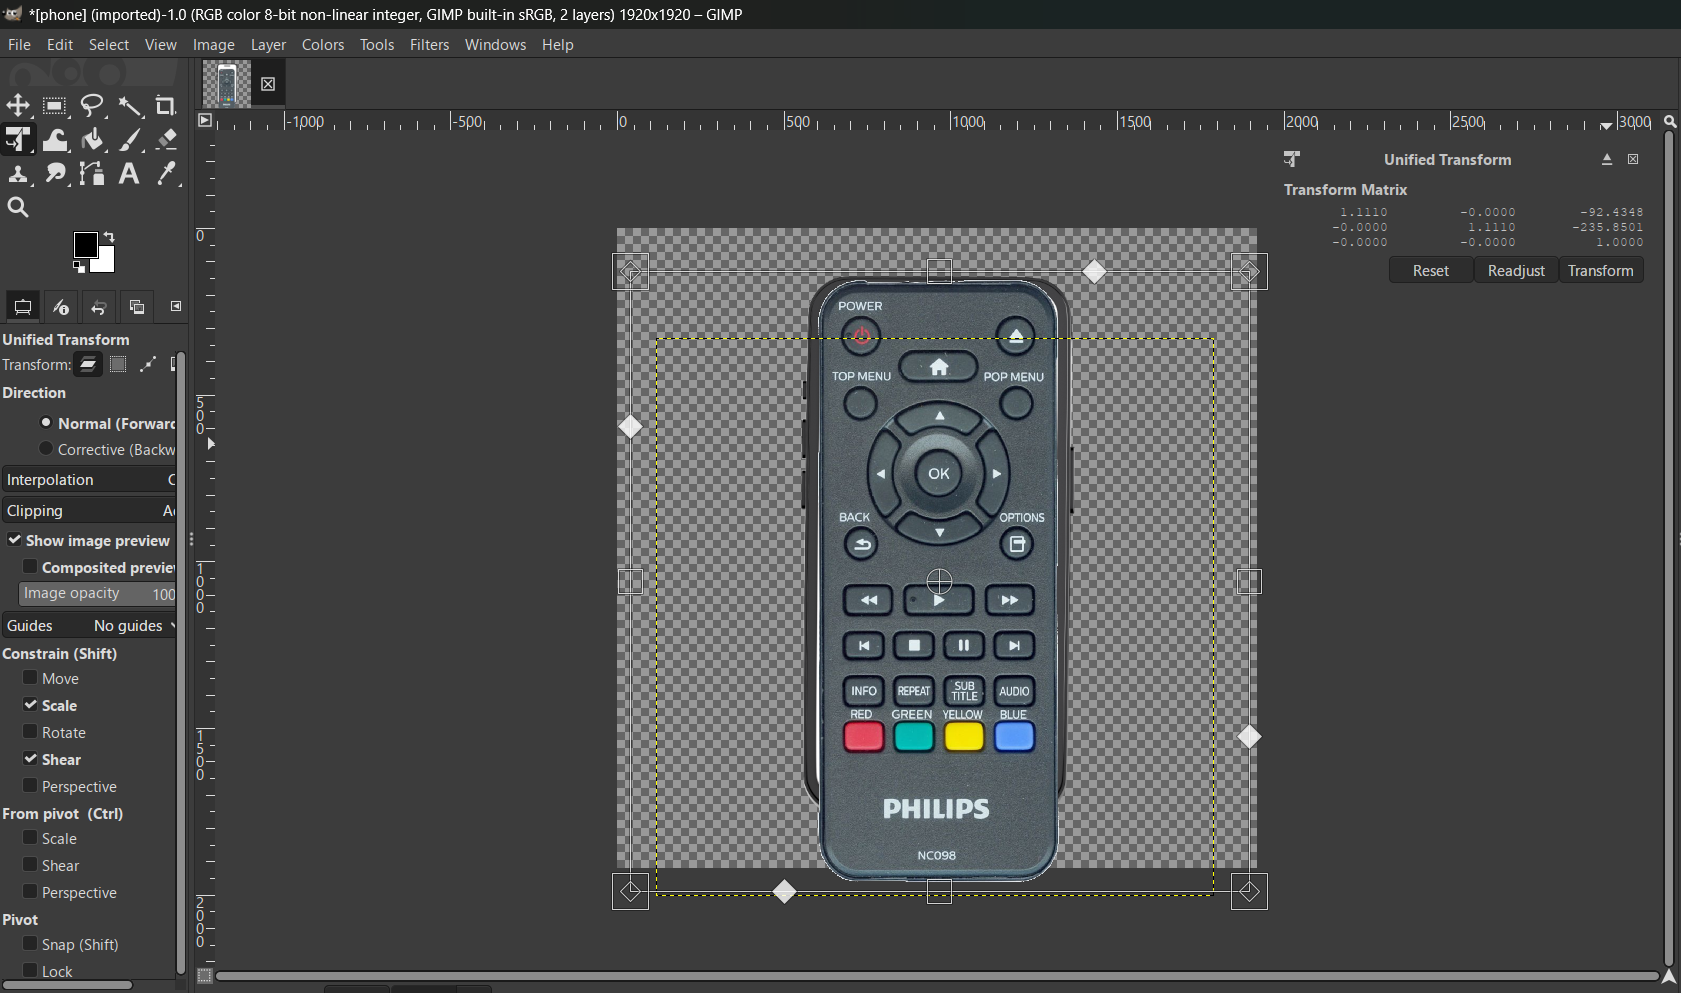 *[phone] (imported)-1.0 (RGB color 8-bit non-linear integer, GIMP built-in sRGB, 2 layers) 1920x1920 – GIMP
File Edit Select View Image Layer Colors Tools Filters Windows Help
-1000 -500 0 500 1000 1500 2000 2500 3000
Unified Transform
Transform Matrix
1.1110 -0.0000 -92.4348
-0.0000 1.1110 -235.8501
-0.0000 -0.0000 1.0000
Reset Readjust Transform
0
500
1000
1500
2000
Unified Transform
Transform:
Direction
Normal (Forward
Corrective (Backw
Interpolation C
Clipping A
Show image preview
Composited preview
Image opacity 100
Guides No guides
Constrain (Shift)
Move
Scale
Rotate
Shear
Perspective
From pivot (Ctrl)
Scale
Shear
Perspective
Pivot
Snap (Shift)
Lock
POWER
TOP MENU POP MENU
OK
BACK OPTIONS
INFO REPEAT SUB TITLE AUDIO
RED GREEN YELLOW BLUE
PHILIPS
NC098